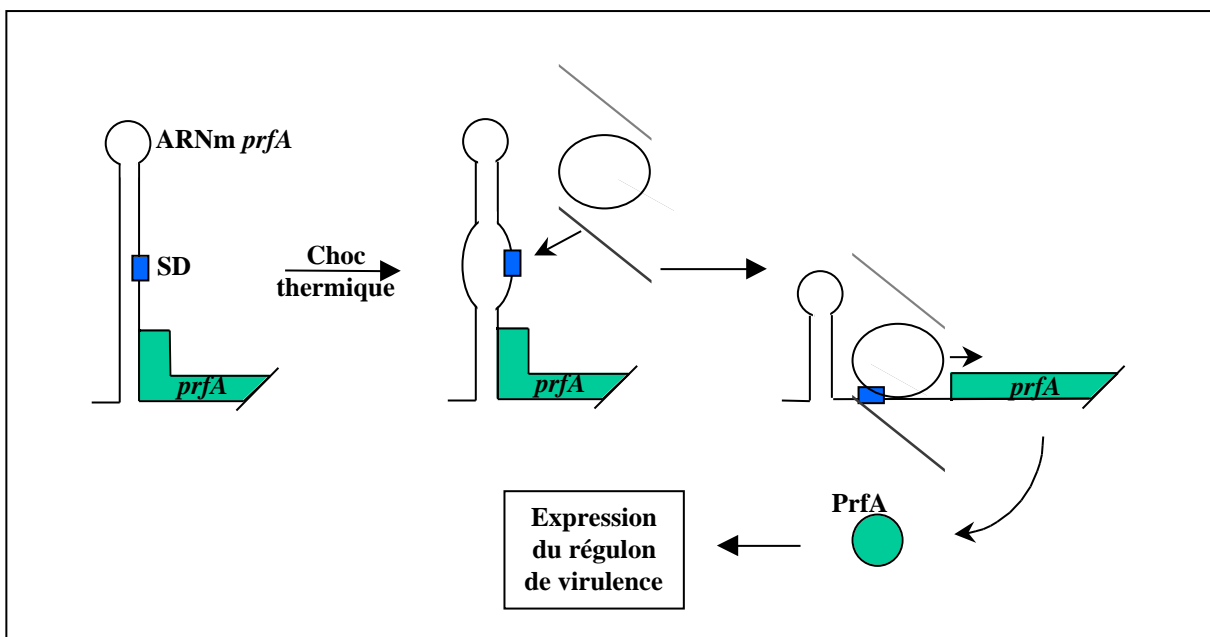 ARNm prfA
SD
Choc
thermique
prfA
prfA
prfA
PrfA
Expression
du régulon
de virulence